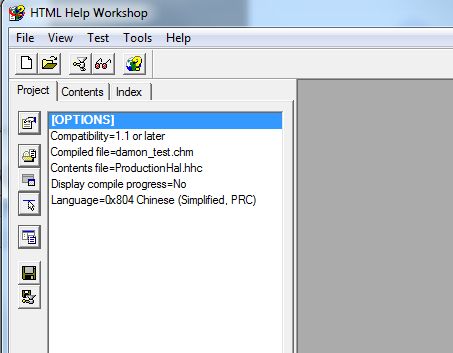 HTML Help Workshop
File View Test Tools Help
Project Contents Index
[OPTIONS]
Compatibility=1.1 or later
Compiled file=damon_test.chm
Contents file=ProductionHal.hhc
Display compile progress=No
Language=0x804 Chinese (Simplified, PRC)